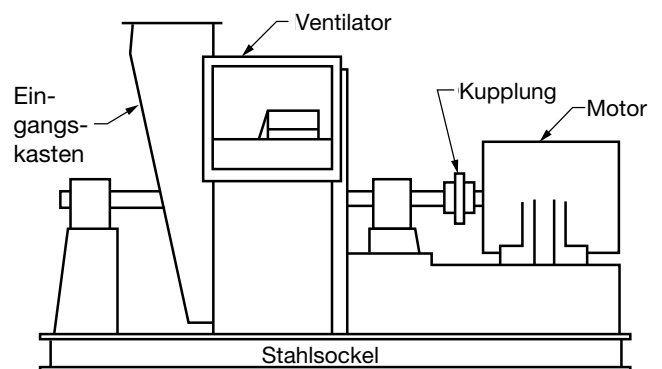 Ventilator
Ein-
gangs-
kasten
Kupplung
Motor
Stahlsockel